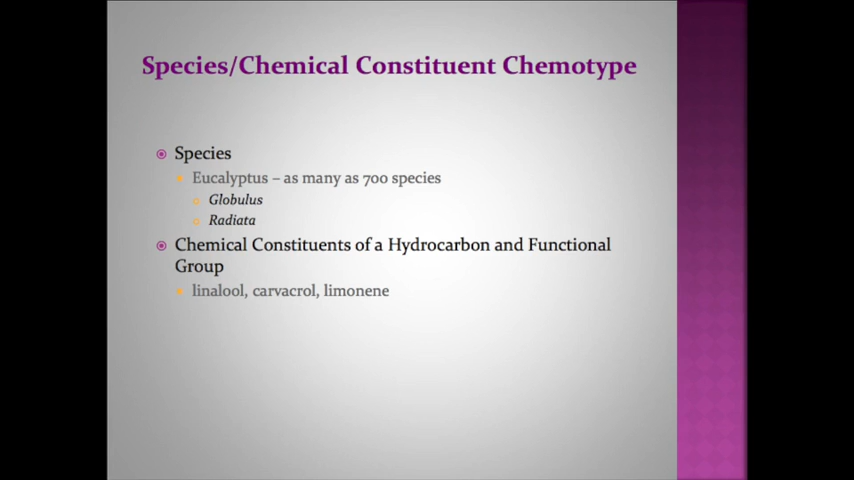 Species/Chemical Constituent Chemotype
Species
Eucalyptus – as many as 700 species
Globulus
Radiata
Chemical Constituents of a Hydrocarbon and Functional
Group
linalool, carvacrol, limonene